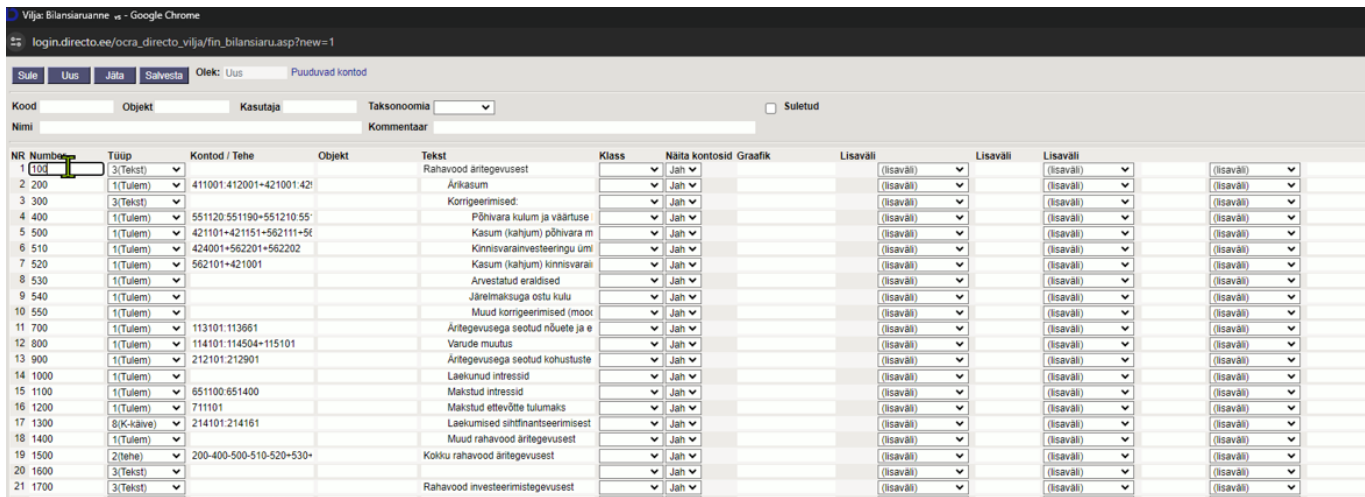 Vilja: Bilansiaruanne vs - Google Chrome
login.directo.ee/ocra_directo_vilja/fin_bilansiaru.asp?new=1
Sule Uus Jäta Salvesta Olek: Uus Puuduvad kontod
Kood Objekt Kasutaja Taksonoomia Suletud
Nimi Kommentaar
NR Number Tüüp Kontod / Tehe Objekt Tekst Klass Näita kontosid Graafik Lisaväli Lisaväli Lisaväli
1 100 3(Tekst) Rahavood äritegevusest Jah (lisaväli) (lisaväli) (lisaväli)
2 200 1(Tulem) 411001:412001+421001:42 Ärikasum Jah (lisaväli) (lisaväli) (lisaväli)
3 300 3(Tekst) Korrigeerimised: Jah (lisaväli) (lisaväli) (lisaväli)
4 400 1(Tulem) 551120:551190+551210:55 Põhivara kulum ja väärtuse Jah (lisaväli) (lisaväli) (lisaväli)
5 500 1(Tulem) 421101+421151+562111+56 Kasum (kahjum) põhivara m Jah (lisaväli) (lisaväli) (lisaväli)
6 510 1(Tulem) 424001+562201+562202 Kinnisvarainvesteeringu üml Jah (lisaväli) (lisaväli) (lisaväli)
7 520 1(Tulem) 562101+421001 Kasum (kahjum) kinnisvarai Jah (lisaväli) (lisaväli) (lisaväli)
8 530 1(Tulem) Arvestatud eraldised Jah (lisaväli) (lisaväli) (lisaväli)
9 540 1(Tulem) Järelmaksuga ostu kulu Jah (lisaväli) (lisaväli) (lisaväli)
10 550 1(Tulem) Muud korrigeerimised (mood Jah (lisaväli) (lisaväli) (lisaväli)
11 700 1(Tulem) 113101:113661 Äritegevusega seotud nõuete ja e Jah (lisaväli) (lisaväli) (lisaväli)
12 800 1(Tulem) 114101:114504+115101 Varude muutus Jah (lisaväli) (lisaväli) (lisaväli)
13 900 1(Tulem) 212101:212901 Äritegevusega seotud kohustuste Jah (lisaväli) (lisaväli) (lisaväli)
14 1000 1(Tulem) Laekunud intressid Jah (lisaväli) (lisaväli) (lisaväli)
15 1100 1(Tulem) 651100:651400 Makstud intressid Jah (lisaväli) (lisaväli) (lisaväli)
16 1200 1(Tulem) 711101 Makstud ettevõtte tulumaks Jah (lisaväli) (lisaväli) (lisaväli)
17 1300 8(K-käive) 214101:214161 Laekumised sihtfinantseerimisest Jah (lisaväli) (lisaväli) (lisaväli)
18 1400 1(Tulem) Muud rahavood äritegevusest Jah (lisaväli) (lisaväli) (lisaväli)
19 1500 2(tehe) 200-400-500-510-520+530+ Kokku rahavood äritegevusest Jah (lisaväli) (lisaväli) (lisaväli)
20 1600 3(Tekst) Jah (lisaväli) (lisaväli) (lisaväli)
21 1700 3(Tekst) Rahavood investeerimistegevusest Jah (lisaväli) (lisaväli) (lisaväli)